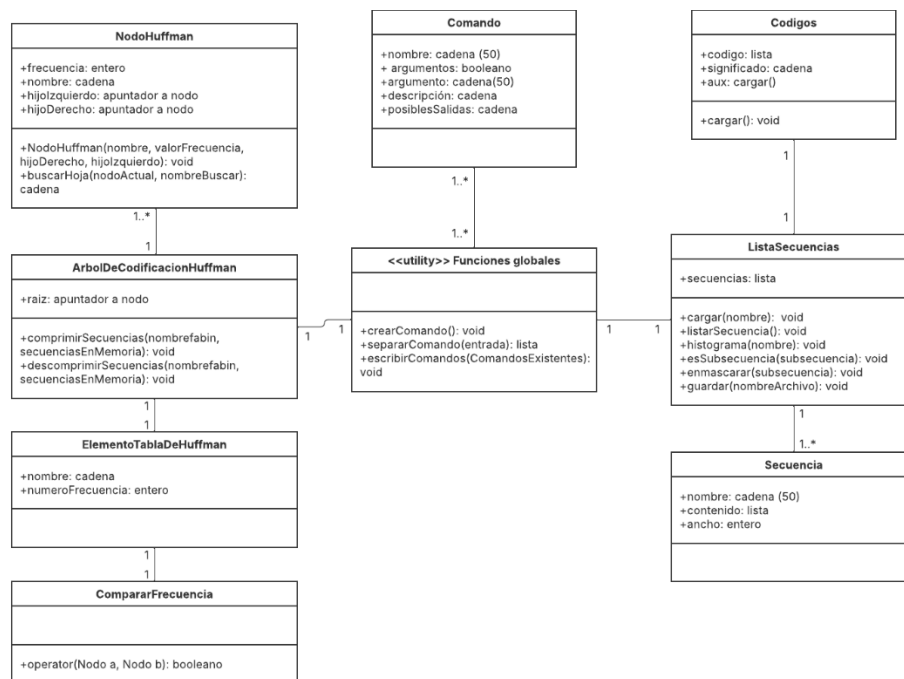 NodoHuffman
+frecuencia: entero
+nombre: cadena
+hijoIzquierdo: apuntador a nodo
+hijoDerecho: apuntador a nodo
+NodoHuffman(nombre, valorFrecuencia,
hijoDerecho, hijoIzquierdo): void
+buscarHoja(nodoActual, nombreBuscar):
cadena
1..*
1
ArbolDeCodificacionHuffman
+raiz: apuntador a nodo
+comprimirSecuencias(nombrefabin,
secuenciasEnMemoria): void
+descomprimirSecuencias(nombrefabin,
secuenciasEnMemoria): void
1
1
ElementoTablaDeHuffman
+nombre: cadena
+numeroFrecuencia: entero
1
1
CompararFrecuencia
+operator(Nodo a, Nodo b): booleano
Comando
+nombre: cadena (50)
+ argumentos: booleano
+argumento: cadena(50)
+descripción: cadena
+posiblesSalidas: cadena
1..*
1..*
<<utility>> Funciones globales
+crearComando(): void
+separarComando(entrada): lista
+escribirComandos(ComandosExistentes):
void
1
1
1
1
Codigos
+codigo: lista
+significado: cadena
+aux: cargar()
+cargar(): void
1
1
ListaSecuencias
+secuencias: lista
+cargar(nombre): void
+listarSecuencia(): void
+histograma(nombre): void
+esSubsecuencia(subsecuencia): void
+enmascarar(subsecuencia): void
+guardar(nombreArchivo): void
1
1..*
Secuencia
+nombre: cadena (50)
+contenido: lista
+ancho: entero